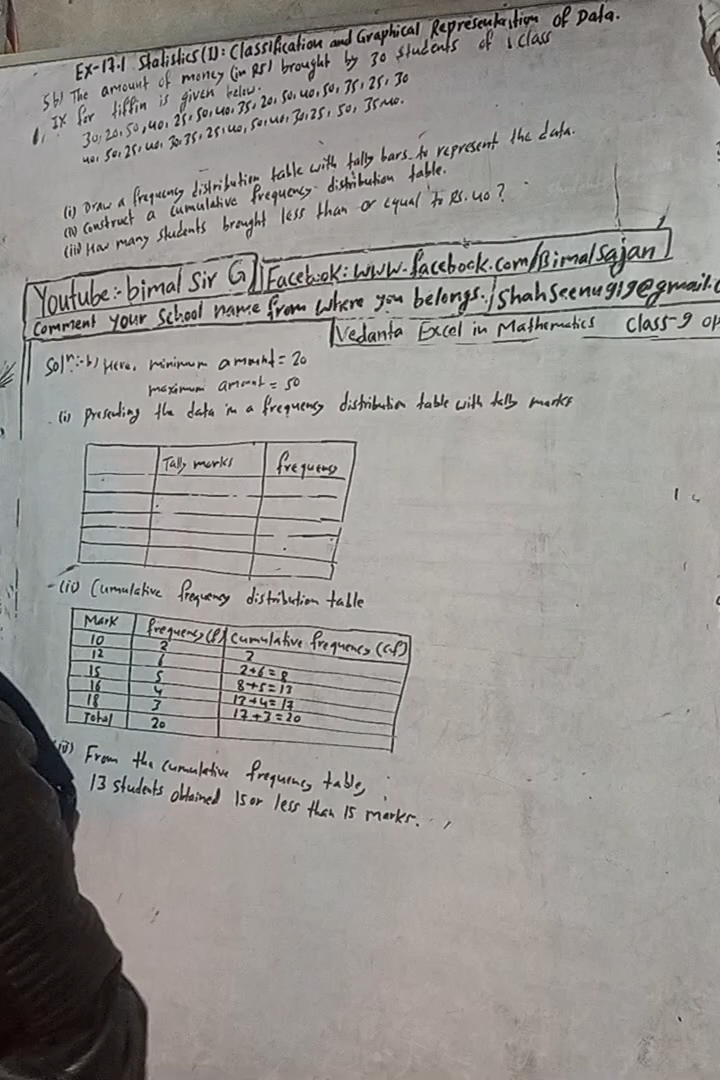 Ex-17.1 Statistics (I): Classification and Graphical Representation of Data.
5b) The amount of money (in RS) brought by 30 students of class
IX for tiffin is given below.
30, 20, 50, 40, 25, 50, 40, 35, 20, 50, 40, 50, 35, 25, 30
40, 50, 25, 40, 30, 35, 25, 40, 50, 40, 30, 25, 50, 35, 40.
(i) Draw a frequency distribution table with tally bars to represent the data.
(ii) Construct a cumulative frequency distribution table.
(iii) How many students brought less than or equal to Rs. 40?
Youtube:- bimal Sir G
Facebook: www.facebook.com/Bimalsajan
Comment your School name from where you belongs. / shahseenu919@gmail.c
Vedanta Excel in Mathematics Class-9 op
Soln:-b) Here, minimum amount = 20
maximum amount = 50
(i) Presenting the data in a frequency distribution table with tally marks
Tally marks frequency
(ii) Cumulative frequency distribution table
Mark frequency (f) Cumulative frequency (cf)
10 2 2
12 6 2+6=8
15 5 8+5=13
16 4 13+4=17
18 3 17+3=20
Total 20
From the cumulative frequency table,
13 students obtained 15 or less than 15 marks.